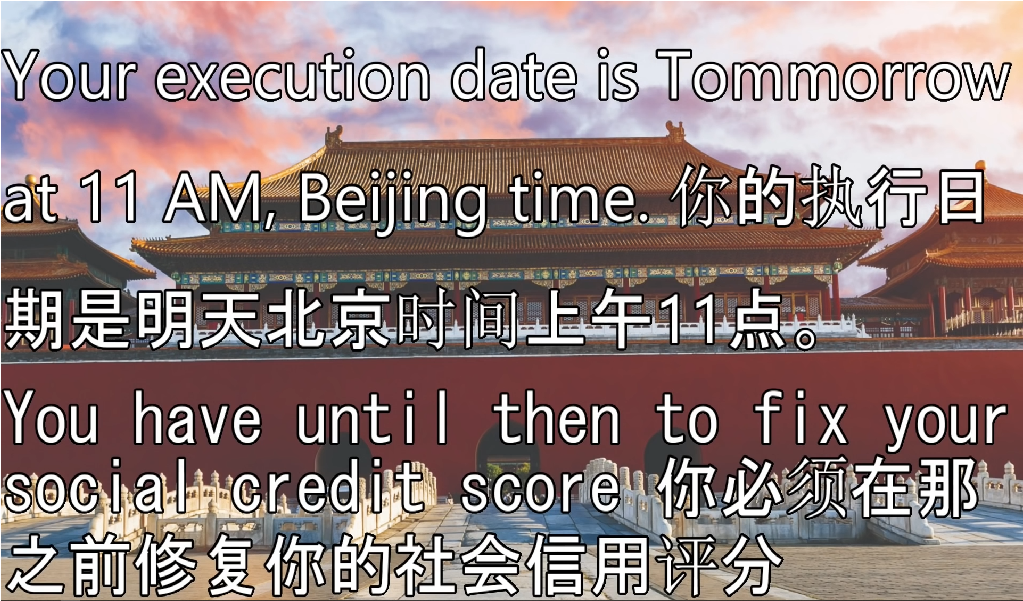 Your execution date is Tommorrow
at 11 AM, Beijing time. 你的执行日
期是明天北京时间上午11点。
You have until then to fix your
social credit score 你必须在那
之前修复你的社会信用评分